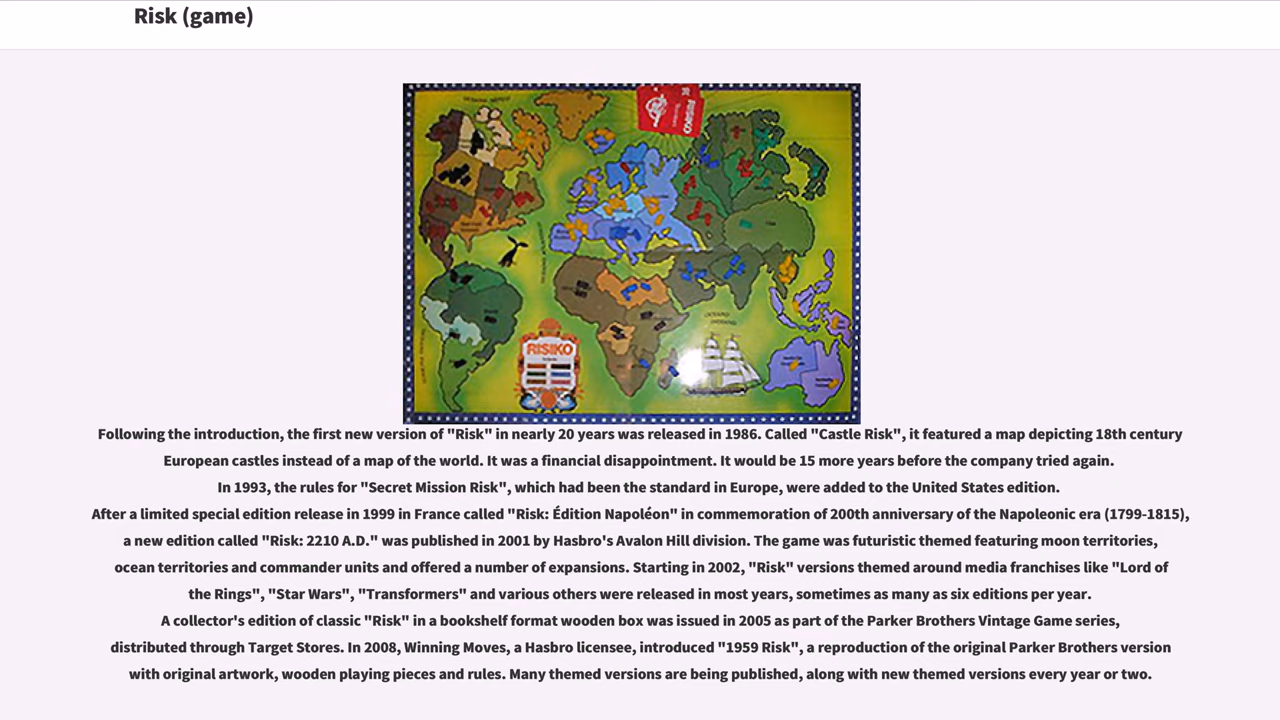 Risk (game)
RISIKO
Following the introduction, the first new version of "Risk" in nearly 20 years was released in 1986. Called "Castle Risk", it featured a map depicting 18th century
European castles instead of a map of the world. It was a financial disappointment. It would be 15 more years before the company tried again.
In 1993, the rules for "Secret Mission Risk", which had been the standard in Europe, were added to the United States edition.
After a limited special edition release in 1999 in France called "Risk: Édition Napoléon" in commemoration of 200th anniversary of the Napoleonic era (1799-1815),
a new edition called "Risk: 2210 A.D." was published in 2001 by Hasbro's Avalon Hill division. The game was futuristic themed featuring moon territories,
ocean territories and commander units and offered a number of expansions. Starting in 2002, "Risk" versions themed around media franchises like "Lord of
the Rings", "Star Wars", "Transformers" and various others were released in most years, sometimes as many as six editions per year.
A collector's edition of classic "Risk" in a bookshelf format wooden box was issued in 2005 as part of the Parker Brothers Vintage Game series,
distributed through Target Stores. In 2008, Winning Moves, a Hasbro licensee, introduced "1959 Risk", a reproduction of the original Parker Brothers version
with original artwork, wooden playing pieces and rules. Many themed versions are being published, along with new themed versions every year or two.